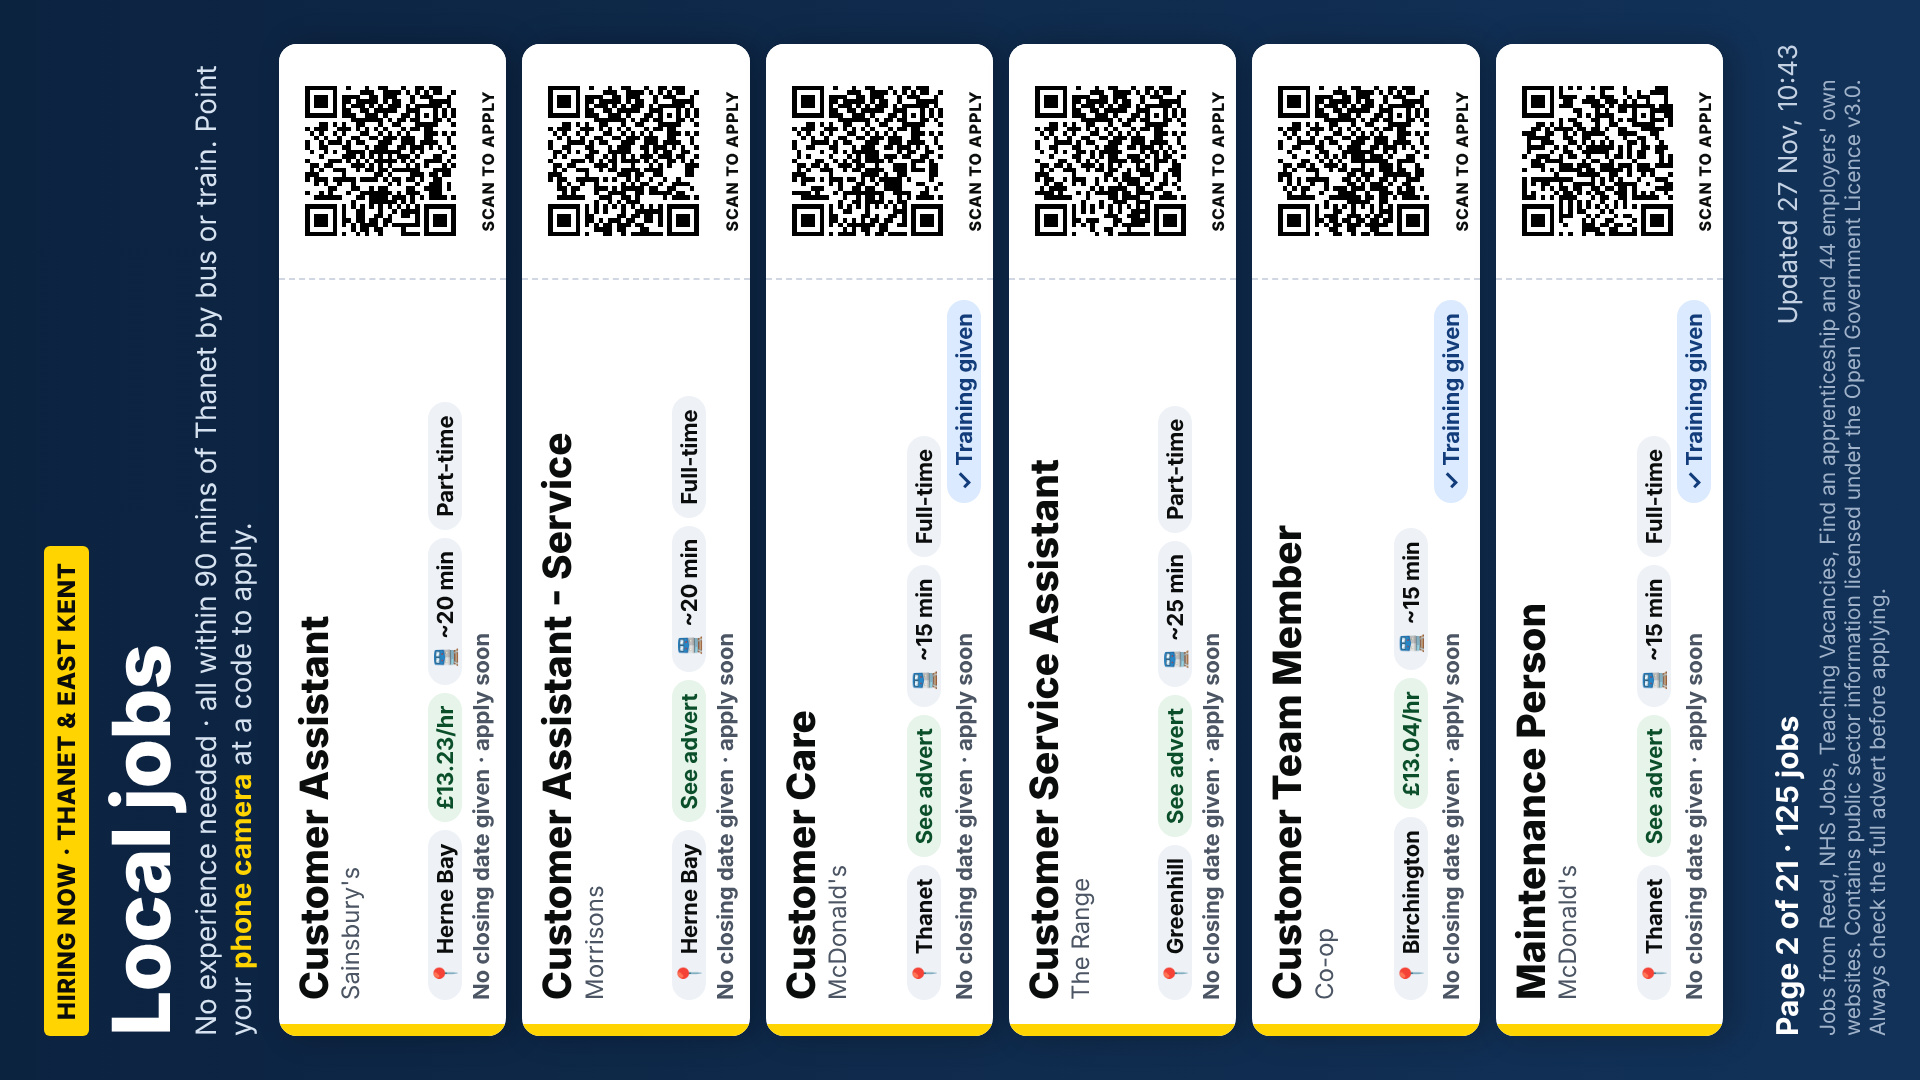 HIRING NOW · THANET & EAST KENT
Local jobs
No experience needed · all within 90 mins of Thanet by bus or train. Point
your phone camera at a code to apply.
Customer Assistant
Sainsbury's
Herne Bay £13.23/hr ~20 min Part-time
No closing date given · apply soon
SCAN TO APPLY
Customer Assistant - Service
Morrisons
Herne Bay See advert ~20 min Full-time
No closing date given · apply soon
SCAN TO APPLY
Customer Care
McDonald's
Thanet See advert ~15 min Full-time
✓ Training given
No closing date given · apply soon
SCAN TO APPLY
Customer Service Assistant
The Range
Greenhill See advert ~25 min Part-time
No closing date given · apply soon
SCAN TO APPLY
Customer Team Member
Co-op
Birchington £13.04/hr ~15 min
✓ Training given
No closing date given · apply soon
SCAN TO APPLY
Maintenance Person
McDonald's
Thanet See advert ~15 min Full-time
✓ Training given
No closing date given · apply soon
SCAN TO APPLY
Page 2 of 21 · 125 jobs
Updated 27 Nov, 10:43
Jobs from Reed, NHS Jobs, Teaching Vacancies, Find an apprenticeship and 44 employers' own
websites. Contains public sector information licensed under the Open Government Licence v3.0.
Always check the full advert before applying.